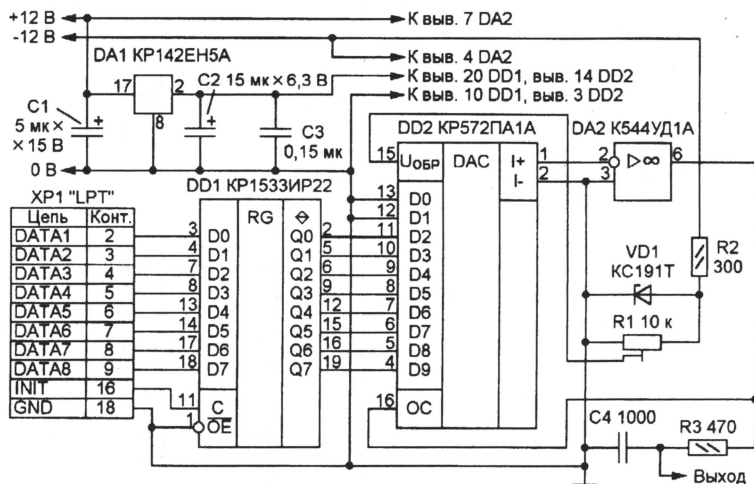 +12 В
К выв. 7 DA2
-12 В
DA1 КР142ЕН5А
К выв. 4 DA2
17
2
8
C2 15 мк×6,3 В
К выв. 20 DD1, выв. 14 DD2
К выв. 10 DD1, выв. 3 DD2
C1
5 мк ×
× 15 В
+
+
C3
0,15 мк
0 В
DD2 КР572ПА1А
DA2 К544УД1А
15
UОБР
DAC
I+
I-
1
2
2
3
▷∞
6
XP1 "LPT"
DD1 КР1533ИР22
Цепь
Конт.
RG
DATA1
2
3
D0
Q0
2
DATA2
3
4
D1
Q1
5
DATA3
4
7
D2
Q2
6
DATA4
5
8
D3
Q3
9
DATA5
6
13
D4
Q4
12
DATA6
7
14
D5
Q5
15
DATA7
8
17
D6
Q6
16
DATA8
9
18
D7
Q7
19
INIT
16
11
C
GND
18
1
OE
13
D0
12
D1
11
D2
10
D3
9
D4
8
D5
7
D6
6
D7
5
D8
4
D9
16
OC
R2
300
VD1
КС191Т
R1 10 к
C4 1000
R3 470
Выход